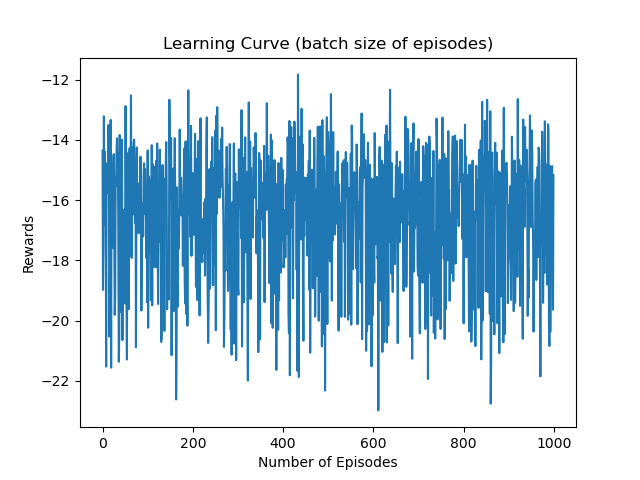 Learning Curve (batch size of episodes)
Rewards
−12
−14
−16
−18
−20
−22
0 200 400 600 800 1000
Number of Episodes